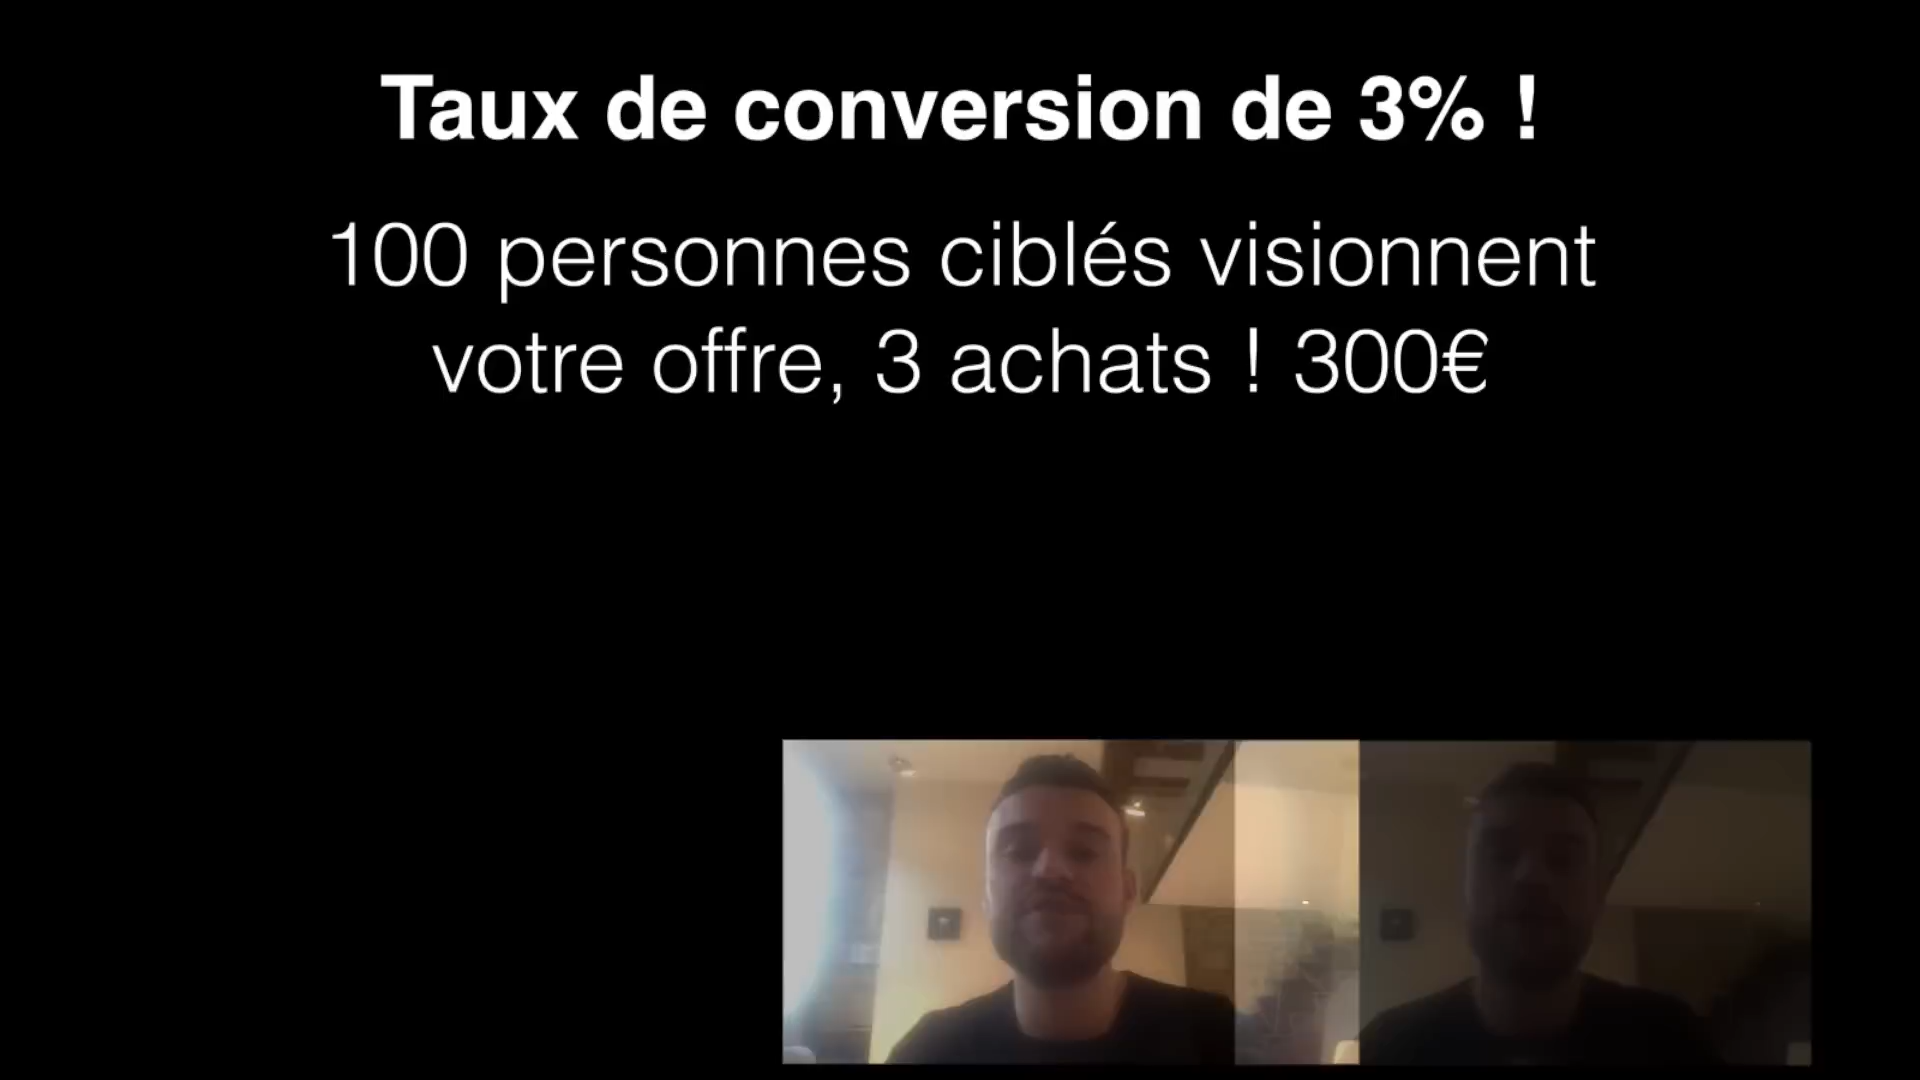 Taux de conversion de 3% !
100 personnes ciblés visionnent
votre offre, 3 achats ! 300€